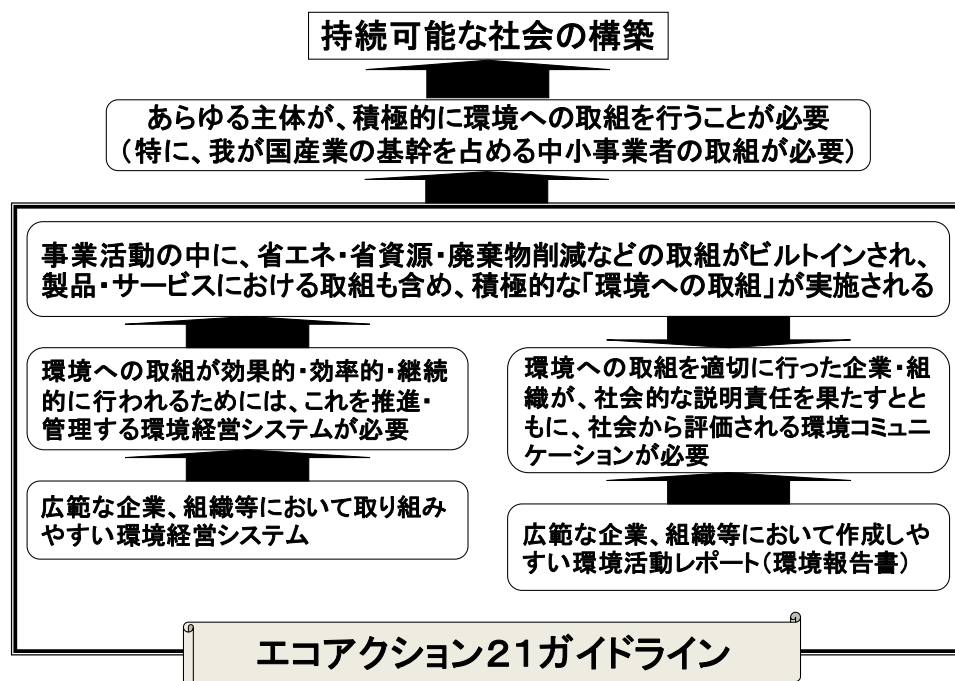 持続可能な社会の構築
あらゆる主体が、積極的に環境への取組を行うことが必要
（特に、我が国産業の基幹を占める中小事業者の取組が必要）
事業活動の中に、省エネ・省資源・廃棄物削減などの取組がビルトインされ、
製品・サービスにおける取組も含め、積極的な「環境への取組」が実施される
環境への取組が効果的・効率的・継続
的に行われるためには、これを推進・
管理する環境経営システムが必要
広範な企業、組織等において取り組み
やすい環境経営システム
環境への取組を適切に行った企業・組
織が、社会的な説明責任を果たすとと
もに、社会から評価される環境コミュニ
ケーションが必要
広範な企業、組織等において作成しや
すい環境活動レポート（環境報告書）
エコアクション２１ガイドライン